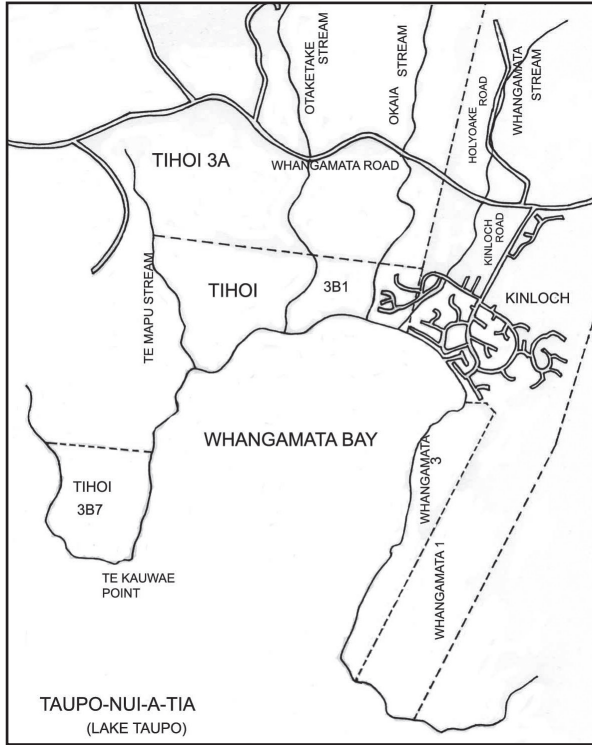 OTAKETAKE
STREAM
OKAIA
STREAM
HOLYOAKE
ROAD
WHANGAMATA
STREAM
TIHOI 3A
WHANGAMATA ROAD
KINLOCH
ROAD
TE MAPU STREAM
TIHOI
3B1
KINLOCH
WHANGAMATA BAY
WHANGAMATA
3
TIHOI
3B7
WHANGAMATA 1
TE KAUWAE
POINT
TAUPO-NUI-A-TIA
(LAKE TAUPO)